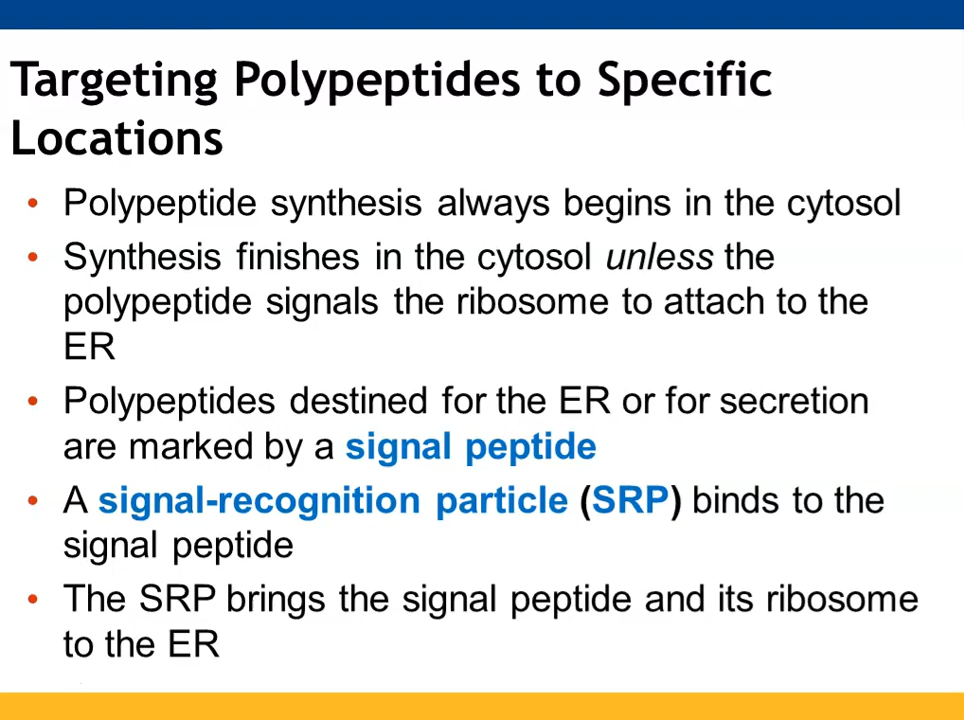 Targeting Polypeptides to Specific
Locations
• Polypeptide synthesis always begins in the cytosol
• Synthesis finishes in the cytosol unless the
polypeptide signals the ribosome to attach to the
ER
• Polypeptides destined for the ER or for secretion
are marked by a signal peptide
• A signal-recognition particle (SRP) binds to the
signal peptide
• The SRP brings the signal peptide and its ribosome
to the ER